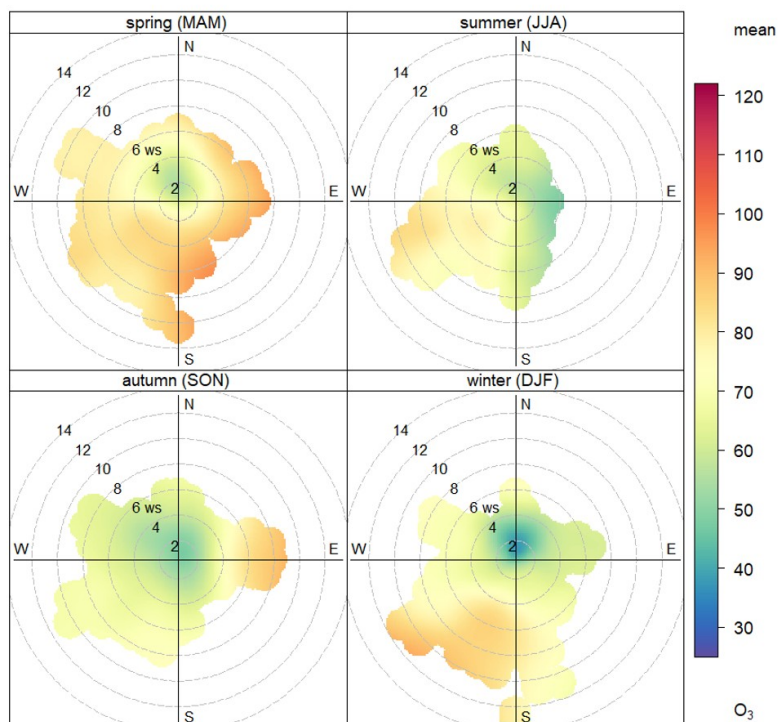 spring (MAM)
summer (JJA)
mean
N
14
12
10
8
6 ws
4
2
W
E
S
N
14
12
10
8
6 ws
4
2
W
E
S
autumn (SON)
winter (DJF)
N
14
12
10
8
6 ws
4
2
W
E
S
N
14
12
10
8
6 ws
4
2
W
E
S
120
110
100
90
80
70
60
50
40
30
O₃